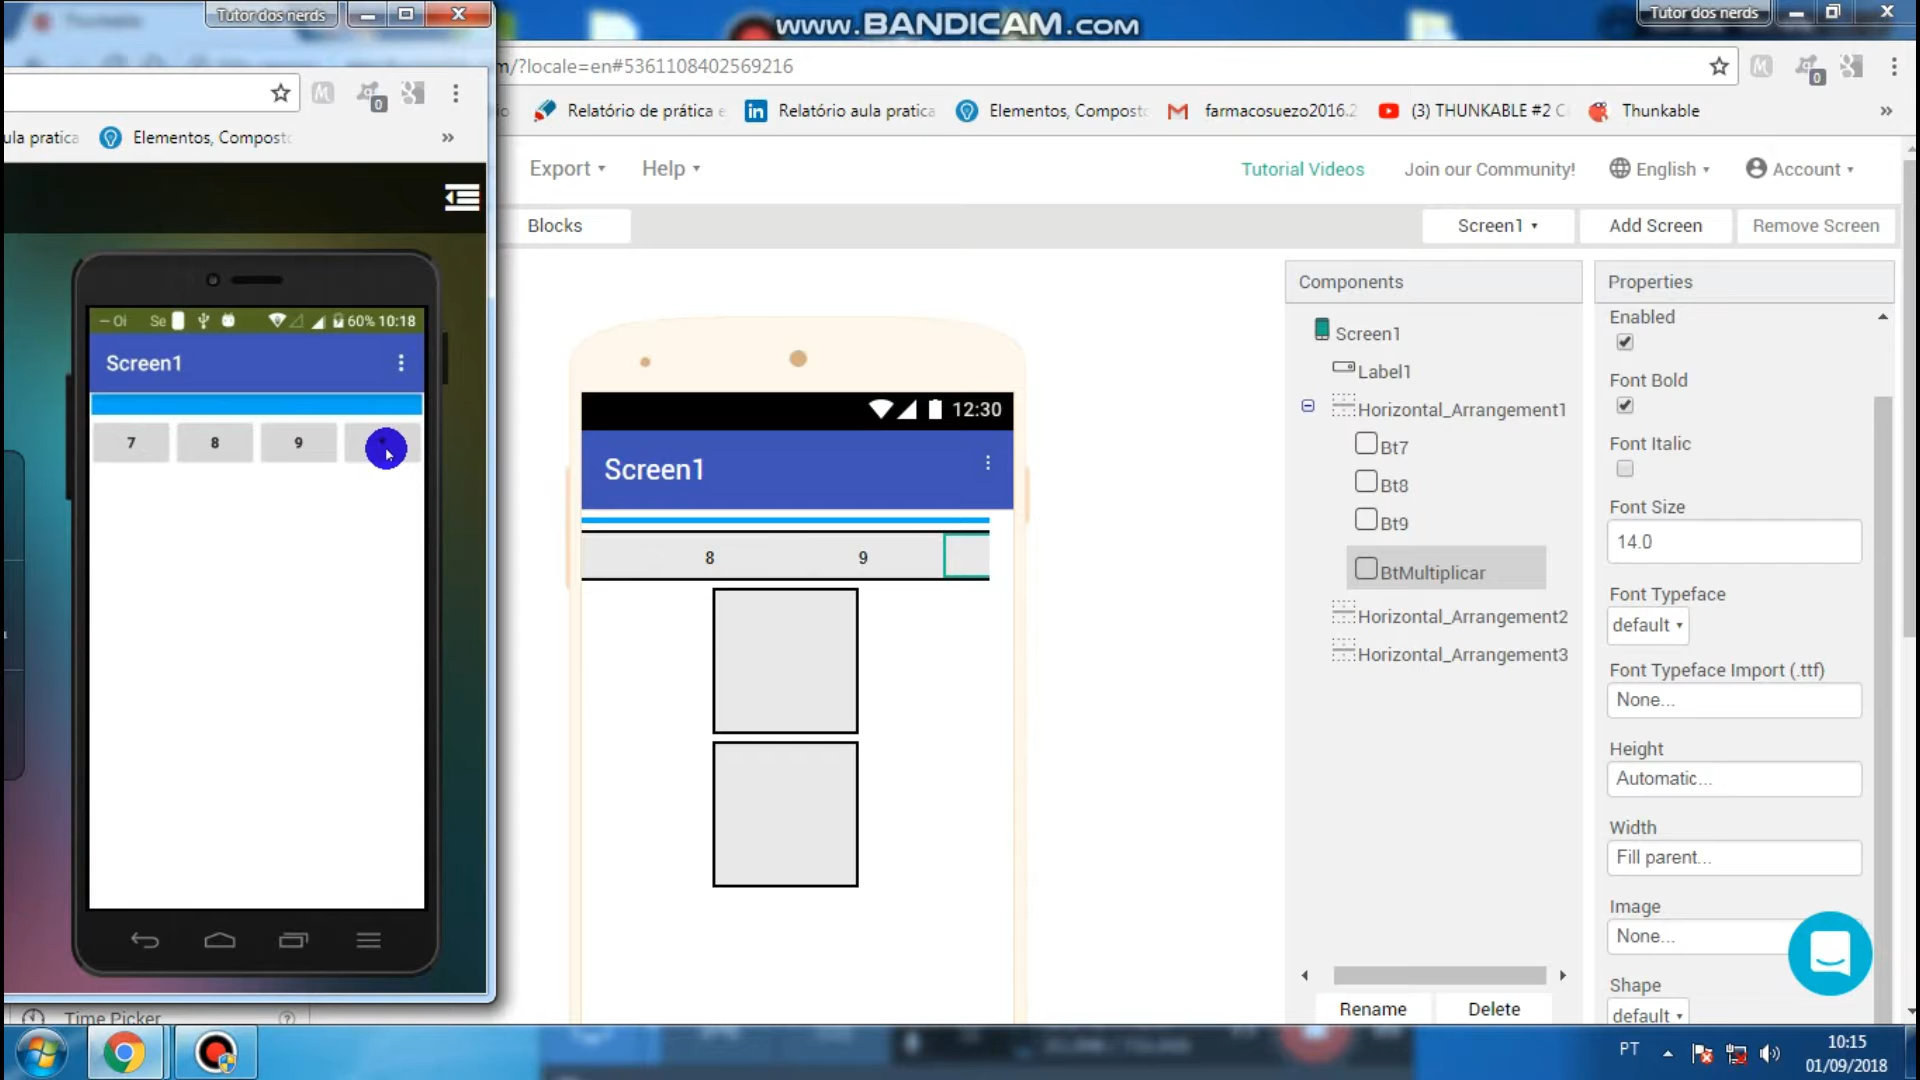 Tutor dos nerds
www.BANDICAM.com
Tutor dos nerds
m/?locale=en#5361108402569216
0
0
Relatório de prática e
Relatório aula pratica
Elementos, Compost
farmacosuezo2016.2
(3) THUNKABLE #2 C
Thunkable
»
ula pratica
Elementos, Compost
»
Export
Help
Tutorial Videos
Join our Community!
English
Account
Blocks
Screen1
Add Screen
Remove Screen
Components
Properties
– Oi
Se
60% 10:18
Screen1
7
8
9
12:30
Screen1
8
9
Screen1
Label1
Horizontal_Arrangement1
Bt7
Bt8
Bt9
BtMultiplicar
Horizontal_Arrangement2
Horizontal_Arrangement3
Rename
Delete
Enabled
Font Bold
Font Italic
Font Size
14.0
Font Typeface
default
Font Typeface Import (.ttf)
None...
Height
Automatic...
Width
Fill parent...
Image
None...
Shape
default
Time Picker
PT
10:15
01/09/2018